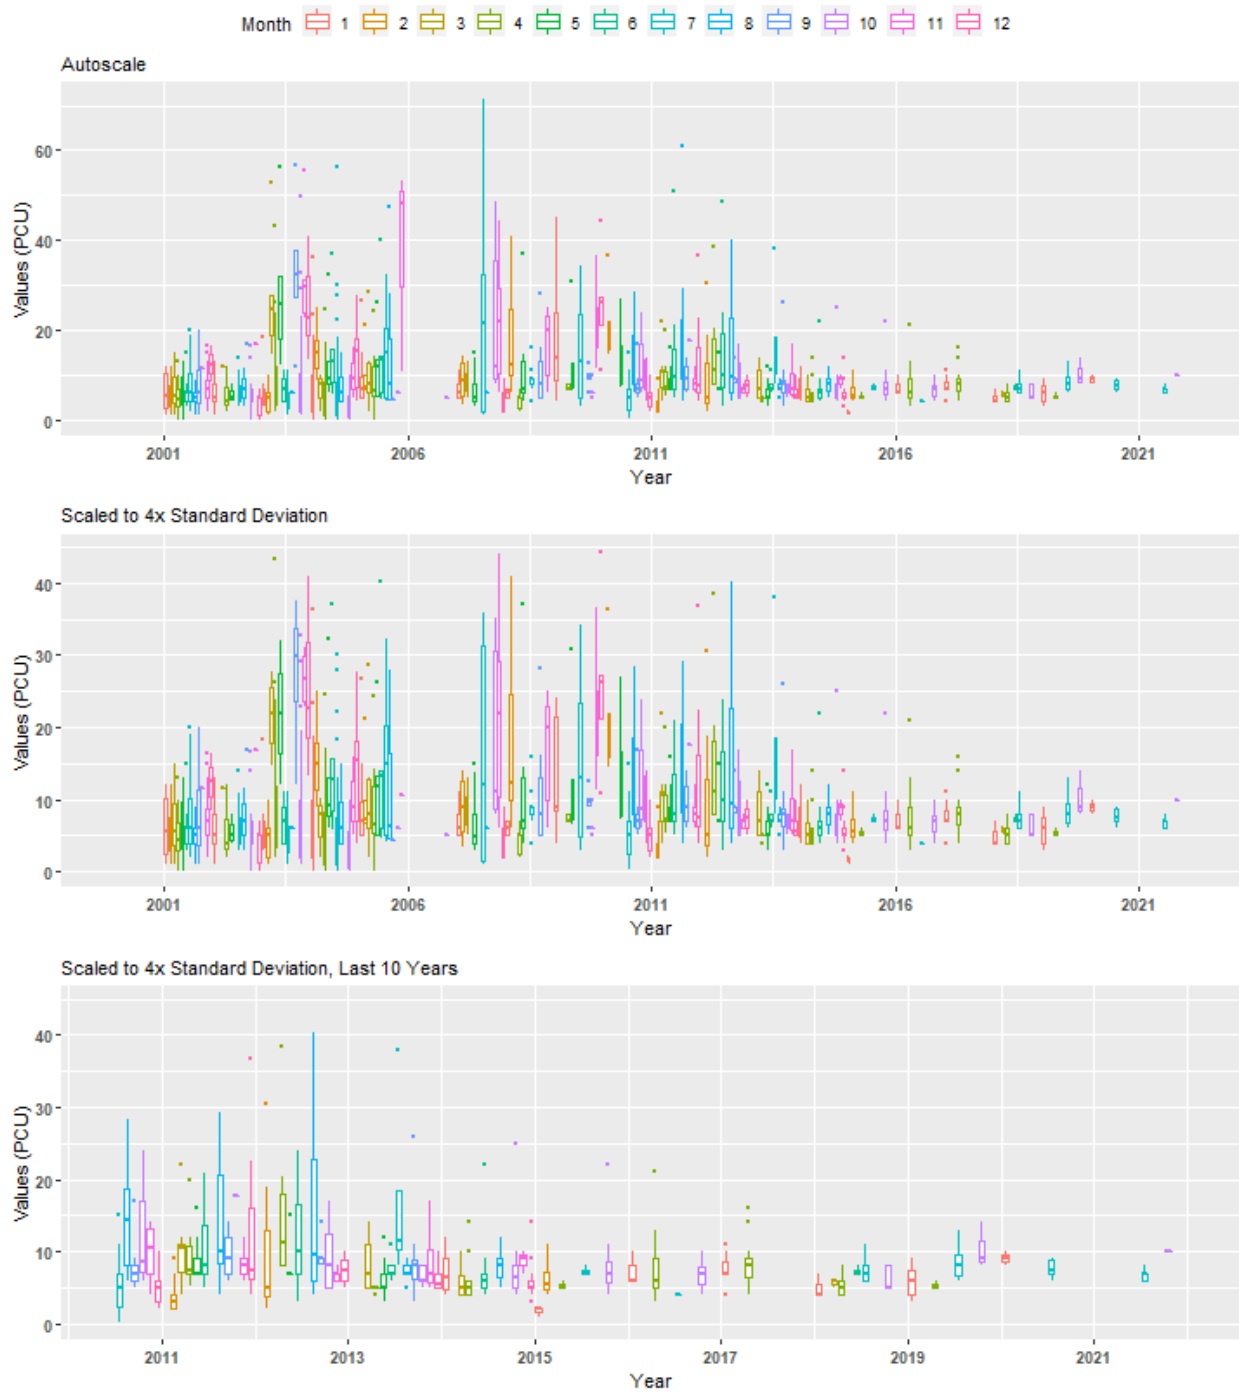 Month 1 2 3 4 5 6 7 8 9 10 11 12
Autoscale
Values (PCU)
60
40
20
0
2001 2006 2011 2016 2021
Year
Scaled to 4x Standard Deviation
Values (PCU)
40
30
20
10
0
2001 2006 2011 2016 2021
Year
Scaled to 4x Standard Deviation, Last 10 Years
Values (PCU)
40
30
20
10
0
2011 2013 2015 2017 2019 2021
Year